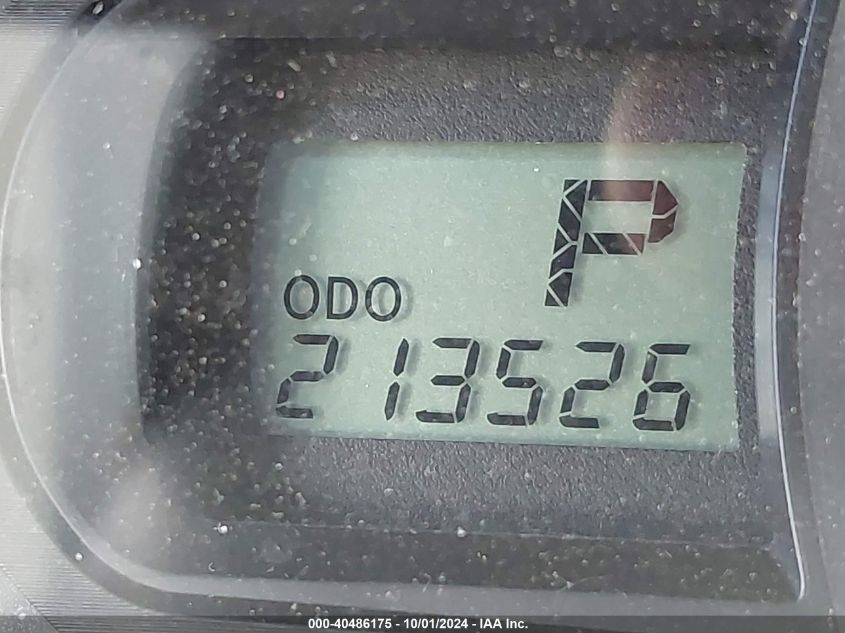 P
ODO
213526
000-40486175 - 10/01/2024 - IAA Inc.